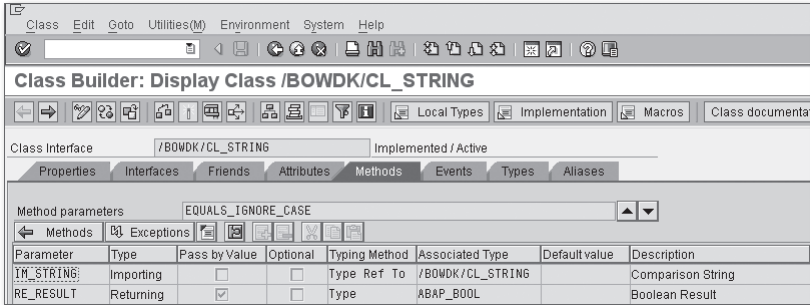 Class Edit Goto Utilities(M) Environment System Help
Class Builder: Display Class /BOWDK/CL_STRING
Local Types Implementation Macros Class documenta
Class Interface /BOWDK/CL_STRING Implemented / Active
Properties Interfaces Friends Attributes Methods Events Types Aliases
Method parameters EQUALS_IGNORE_CASE
Methods Exceptions
Parameter Type Pass by Value Optional Typing Method Associated Type Default value Description
IM_STRING Importing Type Ref To /BOWDK/CL_STRING Comparison String
RE_RESULT Returning Type ABAP_BOOL Boolean Result